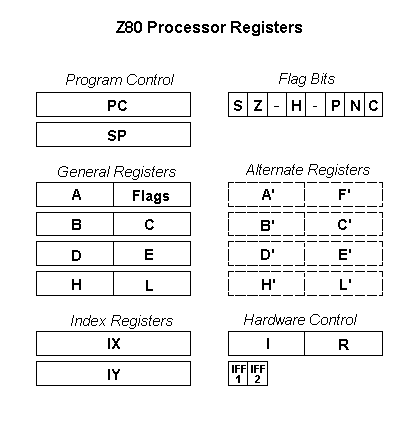 Z80 Processor Registers
Program Control
PC
SP
Flag Bits
S Z - H - P N C
General Registers
A Flags
B C
D E
H L
Alternate Registers
A' F'
B' C'
D' E'
H' L'
Index Registers
IX
IY
Hardware Control
I R
IFF IFF
1 2